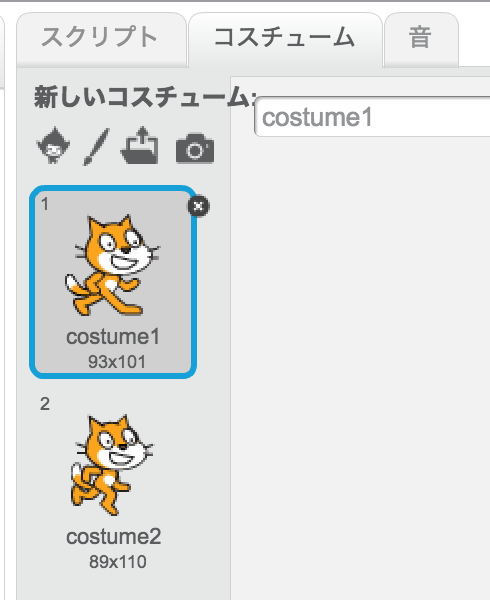 スクリプト コスチューム 音
新しいコスチューム:
costume1
1
costume1
93x101
2
costume2
89x110